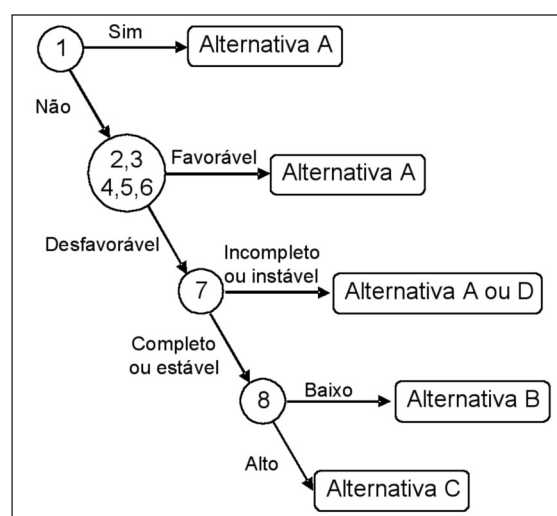 1
Sim
Alternativa A
Não
2,3
4,5,6
Favorável
Alternativa A
Desfavorável
Incompleto
ou instável
7
Alternativa A ou D
Completo
ou estável
8
Baixo
Alternativa B
Alto
Alternativa C